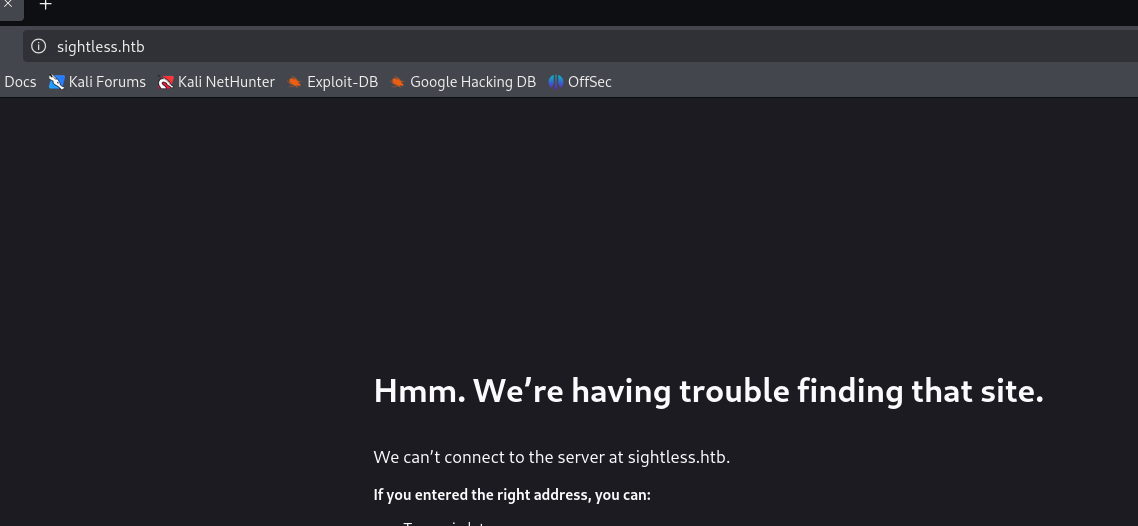 sightless.htb
Docs Kali Forums Kali NetHunter Exploit-DB Google Hacking DB OffSec
Hmm. We’re having trouble finding that site.
We can’t connect to the server at sightless.htb.
If you entered the right address, you can: